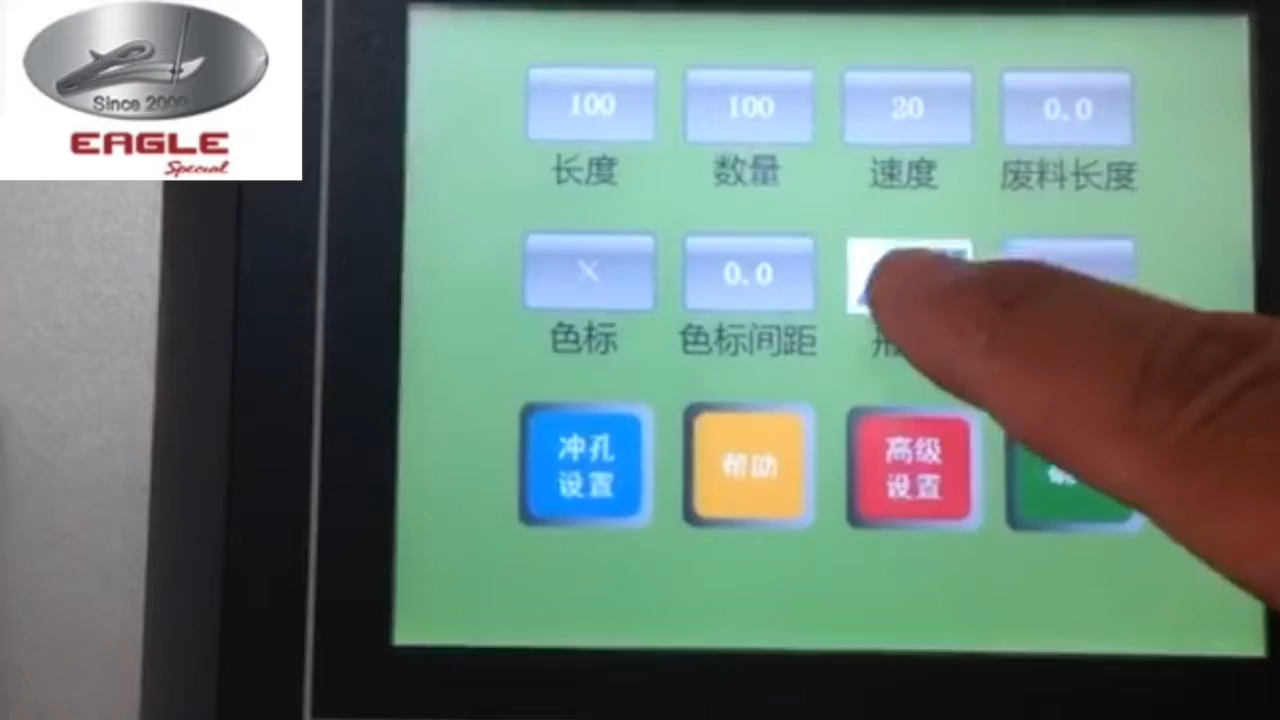 Since 2000
EAGLE
Special
100
100
20
0.0
长度
数量
速度
废料长度
X
0.0
色标
色标间距
冲孔
设置
帮助
高级
设置